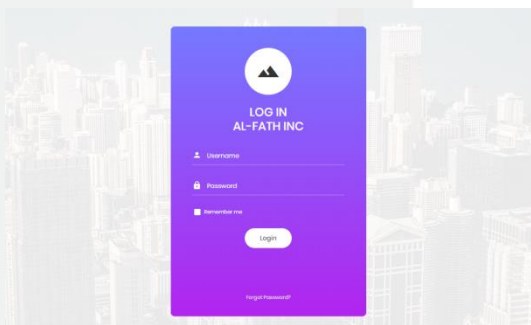 LOG IN
AL-FATH INC
Username
Password
Remember me
Login
Forgot Password?